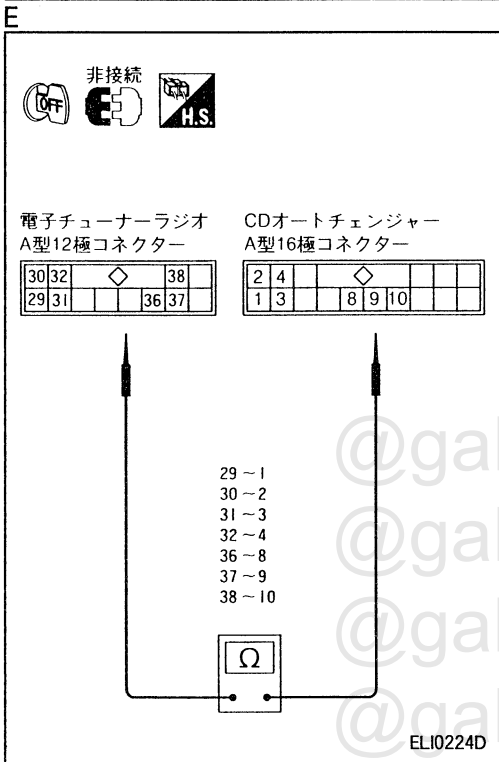 E
非接続
OFF
H.S.
電子チューナーラジオ
A型12極コネクター
30 32 38
29 31 36 37
CDオートチェンジャー
A型16極コネクター
2 4
1 3 8 9 10
29～1
30～2
31～3
32～4
36～8
37～9
38～10
Ω
@gal
@gal
@gal
@gal
ELI0224D